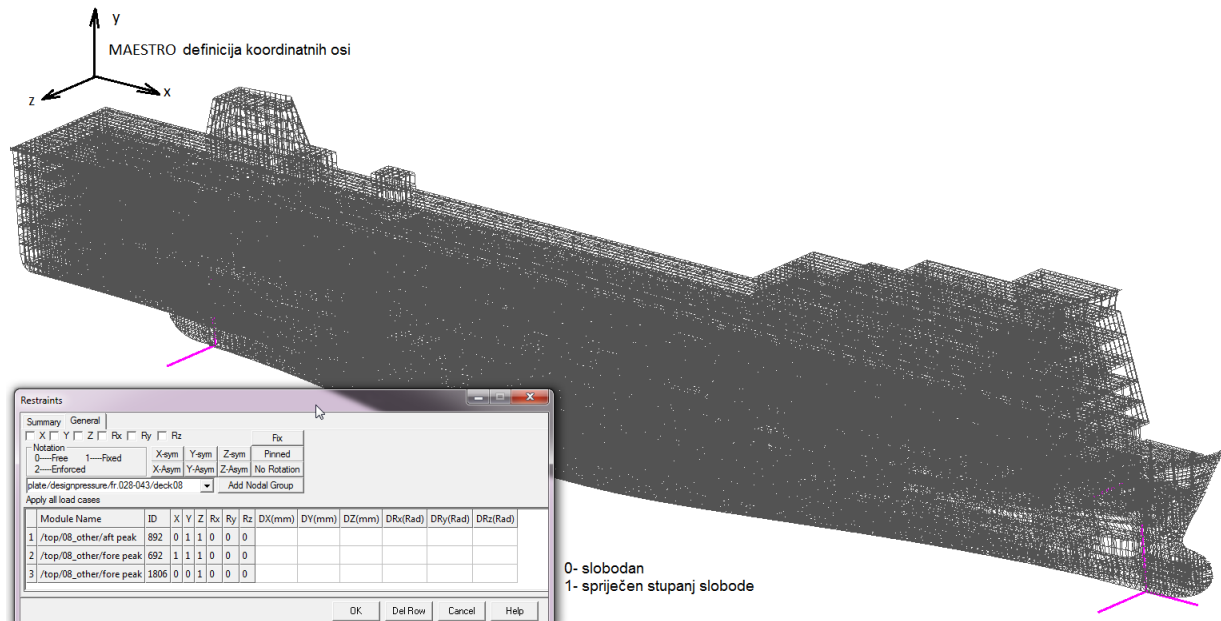 y
MAESTRO definicija koordinatnih osi
z
x
Restraints
Summary General
X Y Z Rx Ry Rz Fix
Notation
0----Free 1----Fixed
2----Enforced
X-sym Y-sym Z-sym Pinned
X-Asym Y-Asym Z-Asym No Rotation
plate/designpressure/fr.028-043/deck08 Add Nodal Group
Apply all load cases
Module Name ID X Y Z Rx Ry Rz DX(mm) DY(mm) DZ(mm) DRx(Rad) DRy(Rad) DRz(Rad)
1 /top/08_other/aft peak 892 0 1 1 0 0 0
2 /top/08_other/fore peak 692 1 1 1 0 0 0
3 /top/08_other/fore peak 1806 0 0 1 0 0 0
OK Del Row Cancel Help
0- slobodan
1- spriječen stupanj slobode